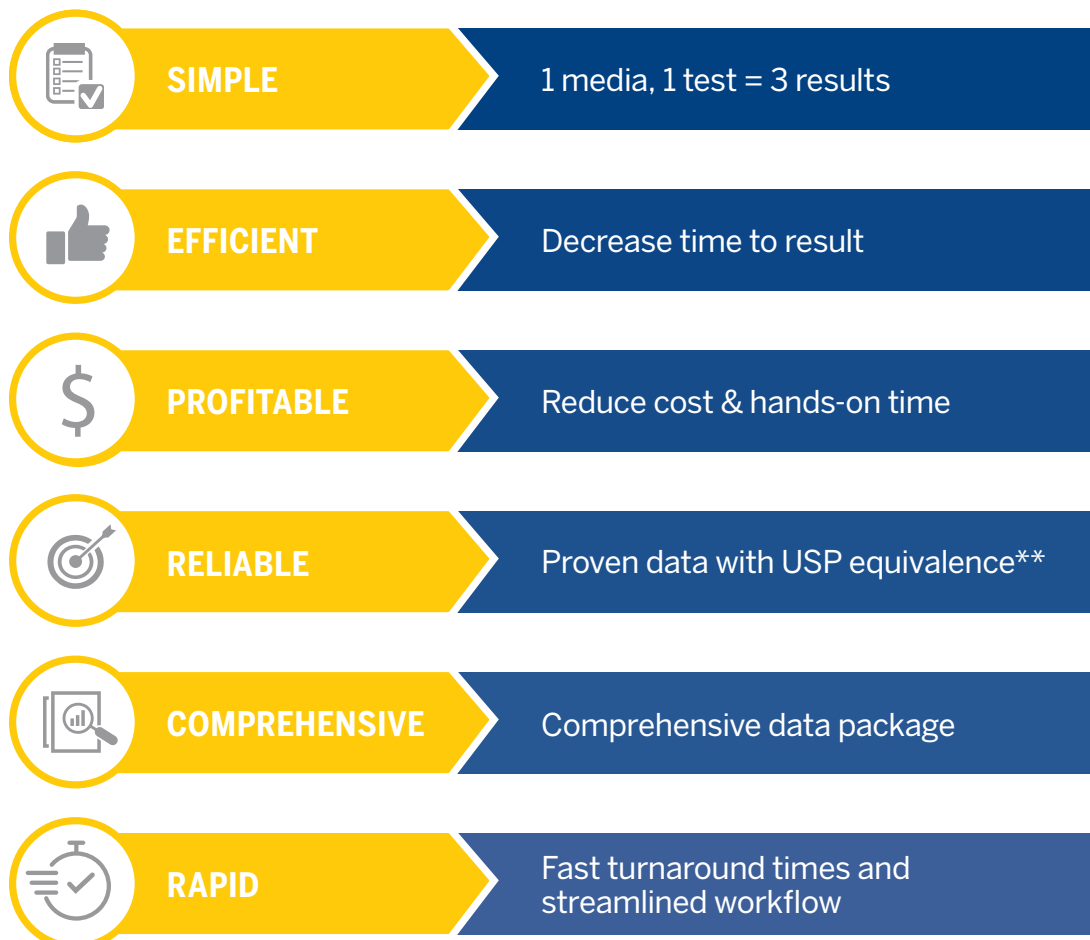 SIMPLE
1 media, 1 test = 3 results
EFFICIENT
Decrease time to result
$
PROFITABLE
Reduce cost & hands-on time
RELIABLE
Proven data with USP equivalence**
COMPREHENSIVE
Comprehensive data package
RAPID
Fast turnaround times and
streamlined workflow